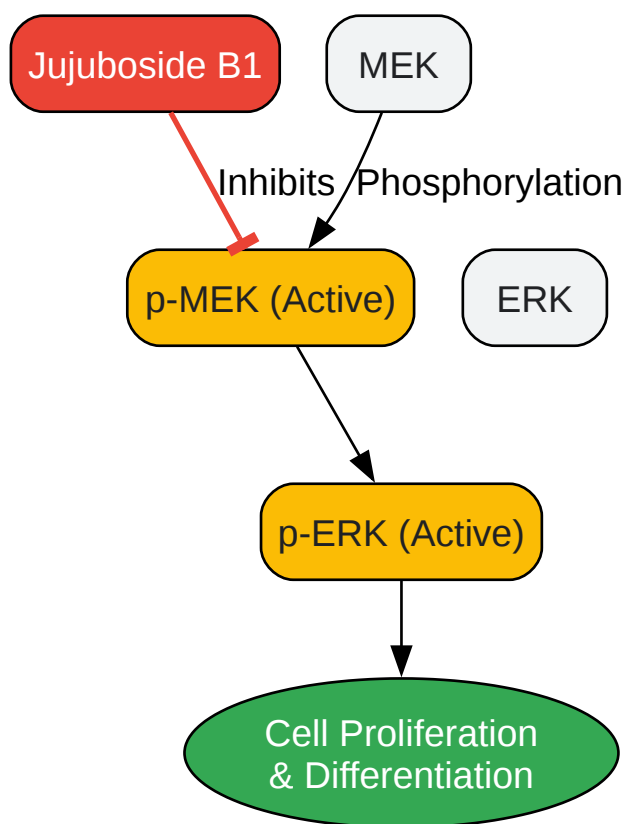 Jujuboside B1
MEK
Inhibits
Phosphorylation
p-MEK (Active)
ERK
p-ERK (Active)
Cell Proliferation
& Differentiation